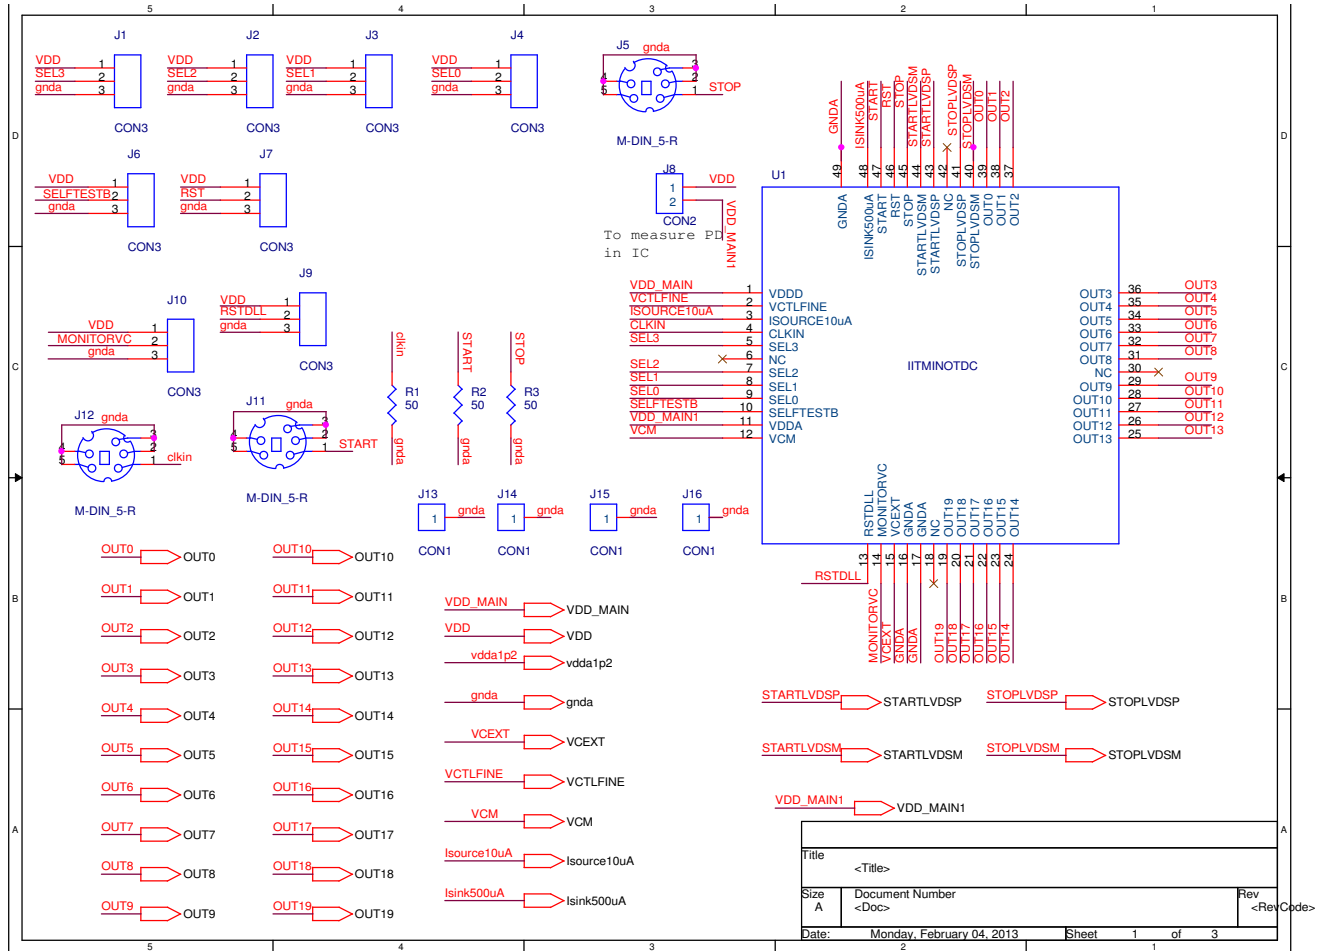 5 4 3 2 1
D D
C C
B B
A A
5 4 3 2 1
J1
VDD 1
SEL3 2
gnda 3
CON3
J2
VDD 1
SEL2 2
gnda 3
CON3
J3
VDD 1
SEL1 2
gnda 3
CON3
J4
VDD 1
SEL0 2
gnda 3
CON3
J5
gnda
4 3
5 2
1 STOP
M-DIN_5-R
J6
VDD 1
SELFTESTB 2
gnda 3
CON3
J7
VDD 1
RST 2
gnda 3
CON3
J8
1 VDD
2 VDD_MAIN1
CON2
To measure PD
in IC
J9
VDD 1
RSTDLL 2
gnda 3
CON3
J10
VDD 1
MONITORVC 2
gnda 3
CON3
J12
gnda
4 3
5 2
1 clkin
M-DIN_5-R
J11
gnda
4 3
5 2
1 START
M-DIN_5-R
clkin
R1
50
gnda
START
R2
50
gnda
STOP
R3
50
gnda
J13
1 gnda
CON1
J14
1 gnda
CON1
J15
1 gnda
CON1
J16
1 gnda
CON1
U1
IITMINOTDC
GNDA 49 GNDA
ISINK500uA 48 ISINK500uA
START 47 START
RST 46 RST
STOP 45 STOP
STARTLVDSM 44 STARTLVDSM
STARTLVDSP 43 STARTLVDSP
42 NC
STOPLVDSP 41 STOPLVDSP
STOPLVDSM 40 STOPLVDSM
OUT0 39 OUT0
OUT1 38 OUT1
OUT2 37 OUT2
VDD_MAIN 1 VDDD
VCTLFINE 2 VCTLFINE
ISOURCE10uA 3 ISOURCE10uA
CLKIN 4 CLKIN
SEL3 5 SEL3
6 NC
SEL2 7 SEL2
SEL1 8 SEL1
SEL0 9 SEL0
SELFTESTB 10 SELFTESTB
VDD_MAIN1 11 VDDA
VCM 12 VCM
OUT3 36 OUT3
OUT4 35 OUT4
OUT5 34 OUT5
OUT6 33 OUT6
OUT7 32 OUT7
OUT8 31 OUT8
NC 30
OUT9 29 OUT9
OUT10 28 OUT10
OUT11 27 OUT11
OUT12 26 OUT12
OUT13 25 OUT13
RSTDLL 13 RSTDLL
MONITORVC 14 MONITORVC
VCEXT 15 VCEXT
GNDA 16 GNDA
GNDA 17 GNDA
NC 18
OUT19 19 OUT19
OUT18 20 OUT18
OUT17 21 OUT17
OUT16 22 OUT16
OUT15 23 OUT15
OUT14 24 OUT14
OUT0 OUT0
OUT1 OUT1
OUT2 OUT2
OUT3 OUT3
OUT4 OUT4
OUT5 OUT5
OUT6 OUT6
OUT7 OUT7
OUT8 OUT8
OUT9 OUT9
OUT10 OUT10
OUT11 OUT11
OUT12 OUT12
OUT13 OUT13
OUT14 OUT14
OUT15 OUT15
OUT16 OUT16
OUT17 OUT17
OUT18 OUT18
OUT19 OUT19
VDD_MAIN VDD_MAIN
VDD VDD
vdda1p2 vdda1p2
gnda gnda
VCEXT VCEXT
VCTLFINE VCTLFINE
VCM VCM
Isource10uA Isource10uA
Isink500uA Isink500uA
STARTLVDSP STARTLVDSP
STOPLVDSP STOPLVDSP
STARTLVDSM STARTLVDSM
STOPLVDSM STOPLVDSM
VDD_MAIN1 VDD_MAIN1
Title
<Title>
Size Document Number Rev
A <Doc> <RevCode>
Date: Monday, February 04, 2013 Sheet 1 of 3